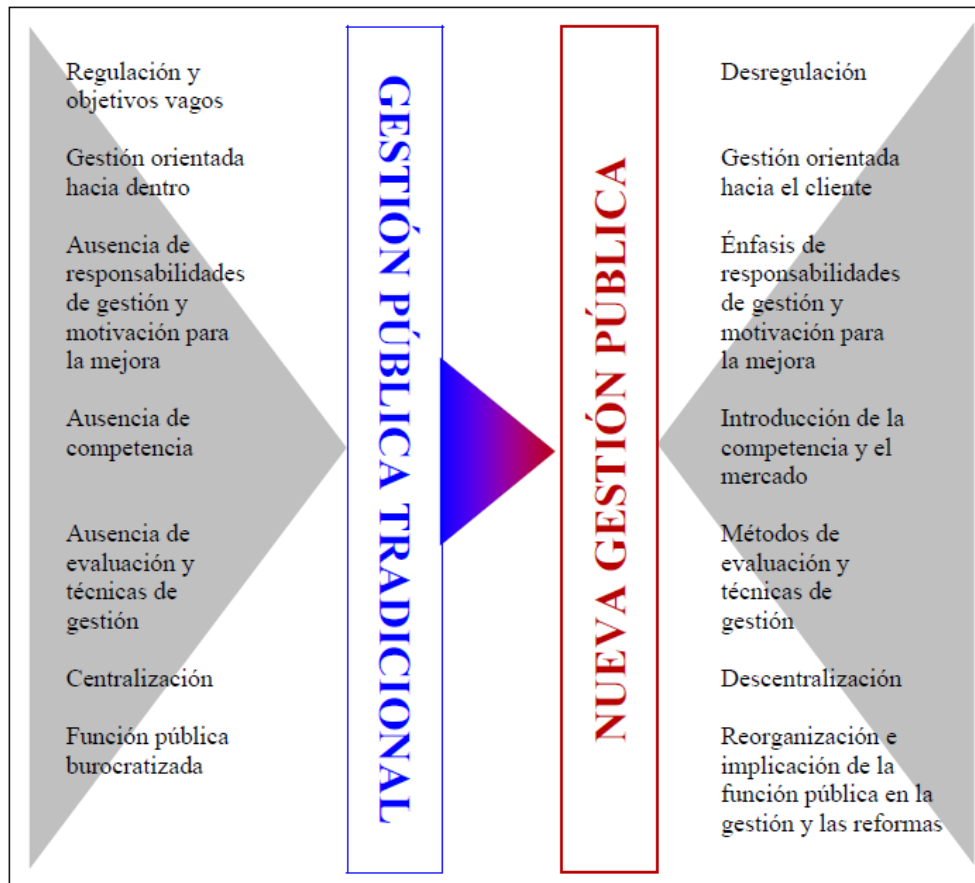 Regulación y
objetivos vagos
Gestión orientada
hacia dentro
Ausencia de
responsabilidades
de gestión y
motivación para
la mejora
Ausencia de
competencia
Ausencia de
evaluación y
técnicas de
gestión
Centralización
Función pública
burocratizada
GESTIÓN PÚBLICA TRADICIONAL
NUEVA GESTIÓN PÚBLICA
Desregulación
Gestión orientada
hacia el cliente
Énfasis de
responsabilidades
de gestión y
motivación para
la mejora
Introducción de la
competencia y el
mercado
Métodos de
evaluación y
técnicas de
gestión
Descentralización
Reorganización e
implicación de la
función pública en la
gestión y las reformas